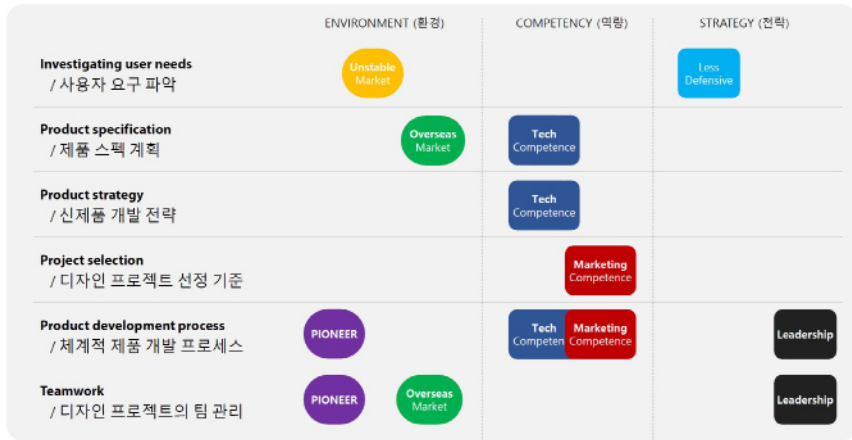 ENVIRONMENT (환경) COMPETENCY (역량) STRATEGY (전략)
Investigating user needs
/ 사용자 요구 파악
Unstable
Market
Less
Defensive
Product specification
/ 제품 스펙 계획
Overseas
Market
Tech
Competence
Product strategy
/ 신제품 개발 전략
Tech
Competence
Project selection
/ 디자인 프로젝트 선정 기준
Marketing
Competence
Product development process
/ 체계적 제품 개발 프로세스
PIONEER
Tech
Competen
Marketing
Competence
Leadership
Teamwork
/ 디자인 프로젝트의 팀 관리
PIONEER
Overseas
Market
Leadership